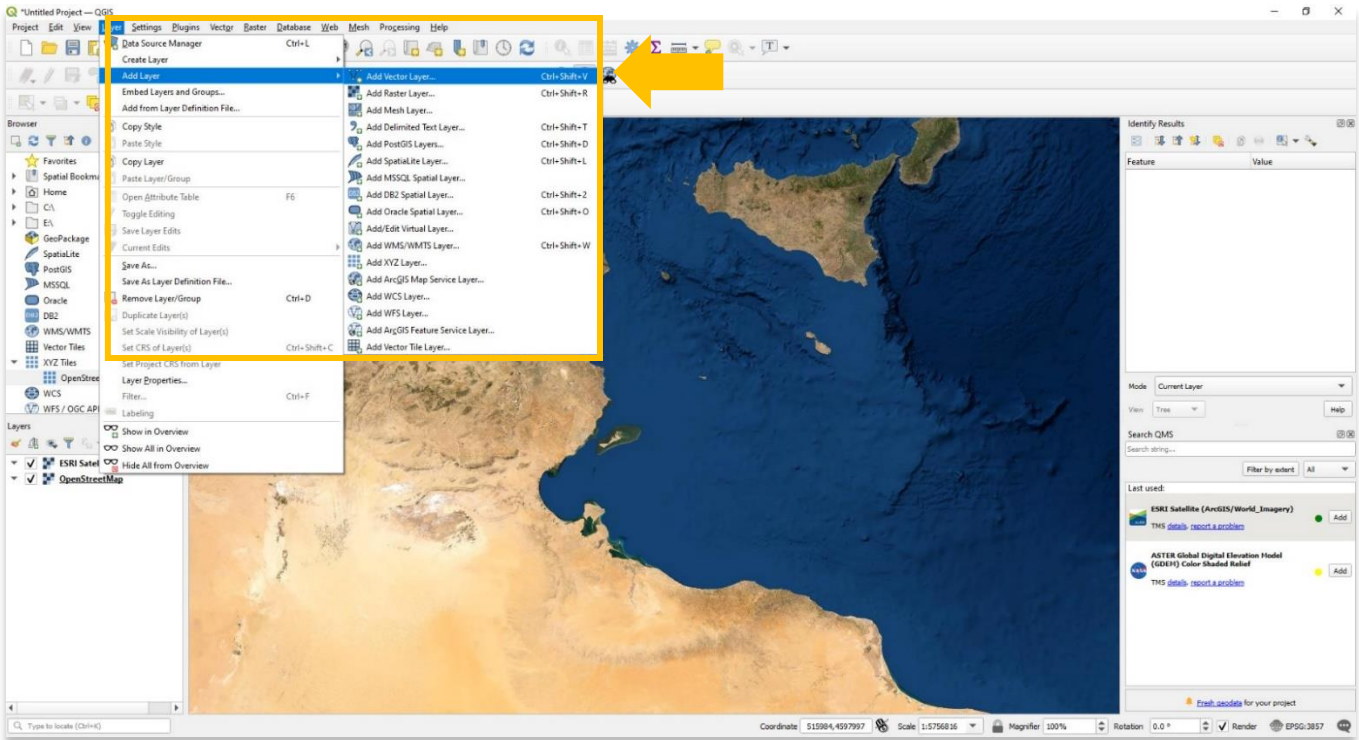 *Untitled Project — QGIS
Project Edit View Layer Settings Plugins Vector Raster Database Web Mesh Processing Help
Data Source Manager Ctrl+L
Create Layer
Add Layer
Embed Layers and Groups...
Add from Layer Definition File...
Copy Style
Paste Style
Copy Layer
Paste Layer/Group
Open Attribute Table F6
Toggle Editing
Save Layer Edits
Current Edits
Save As...
Save As Layer Definition File...
Remove Layer/Group Ctrl+D
Duplicate Layer(s)
Set Scale Visibility of Layer(s)
Set CRS of Layer(s) Ctrl+Shift+C
Set Project CRS from Layer
Layer Properties...
Filter... Ctrl+F
Labeling
Show in Overview
Show All in Overview
Hide All from Overview
Add Vector Layer... Ctrl+Shift+V
Add Raster Layer... Ctrl+Shift+R
Add Mesh Layer...
Add Delimited Text Layer... Ctrl+Shift+T
Add PostGIS Layers... Ctrl+Shift+D
Add SpatiaLite Layer... Ctrl+Shift+L
Add MSSQL Spatial Layer...
Add DB2 Spatial Layer... Ctrl+Shift+2
Add Oracle Spatial Layer... Ctrl+Shift+O
Add/Edit Virtual Layer...
Add WMS/WMTS Layer... Ctrl+Shift+W
Add XYZ Layer...
Add ArcGIS Map Service Layer...
Add WCS Layer...
Add WFS Layer...
Add ArcGIS Feature Service Layer...
Add Vector Tile Layer...
Browser
Favorites
Spatial Bookma
Home
C:\
E:\
GeoPackage
SpatiaLite
PostGIS
MSSQL
Oracle
DB2
WMS/WMTS
Vector Tiles
XYZ Tiles
OpenStree
WCS
WFS / OGC API
Layers
ESRI Satel
OpenStreetMap
Identify Results
Feature Value
Mode Current Layer
View Tree Help
Search QMS
Search string...
Filter by extent All
Last used:
ESRI Satellite (ArcGIS/World_Imagery)
TMS details, report a problem
Add
ASTER Global Digital Elevation Model
(GDEM) Color Shaded Relief
TMS details, report a problem
Add
Fresh geodata for your project
Type to locate (Ctrl+K) Coordinate 515984,4597997 Scale 1:5756816 Magnifier 100% Rotation 0.0 ° Render EPSG:3857